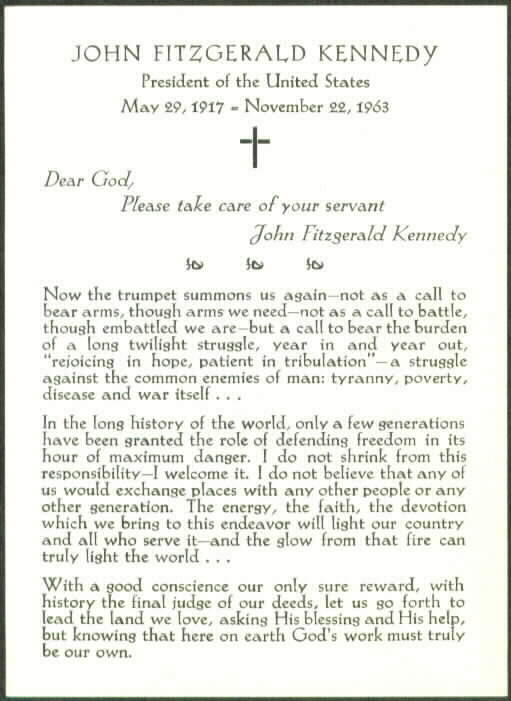 JOHN FITZGERALD KENNEDY
President of the United States
May 29, 1917 - November 22, 1963
Dear God,
Please take care of your servant
John Fitzgerald Kennedy
Now the trumpet summons us again—not as a call to
bear arms, though arms we need—not as a call to battle,
though embattled we are—but a call to bear the burden
of a long twilight struggle, year in and year out,
"rejoicing in hope, patient in tribulation"—a struggle
against the common enemies of man: tyranny, poverty,
disease and war itself . . .
In the long history of the world, only a few generations
have been granted the role of defending freedom in its
hour of maximum danger. I do not shrink from this
responsibility—I welcome it. I do not believe that any of
us would exchange places with any other people or any
other generation. The energy, the faith, the devotion
which we bring to this endeavor will light our country
and all who serve it—and the glow from that fire can
truly light the world . . .
With a good conscience our only sure reward, with
history the final judge of our deeds, let us go forth to
lead the land we love, asking His blessing and His help,
but knowing that here on earth God's work must truly
be our own.